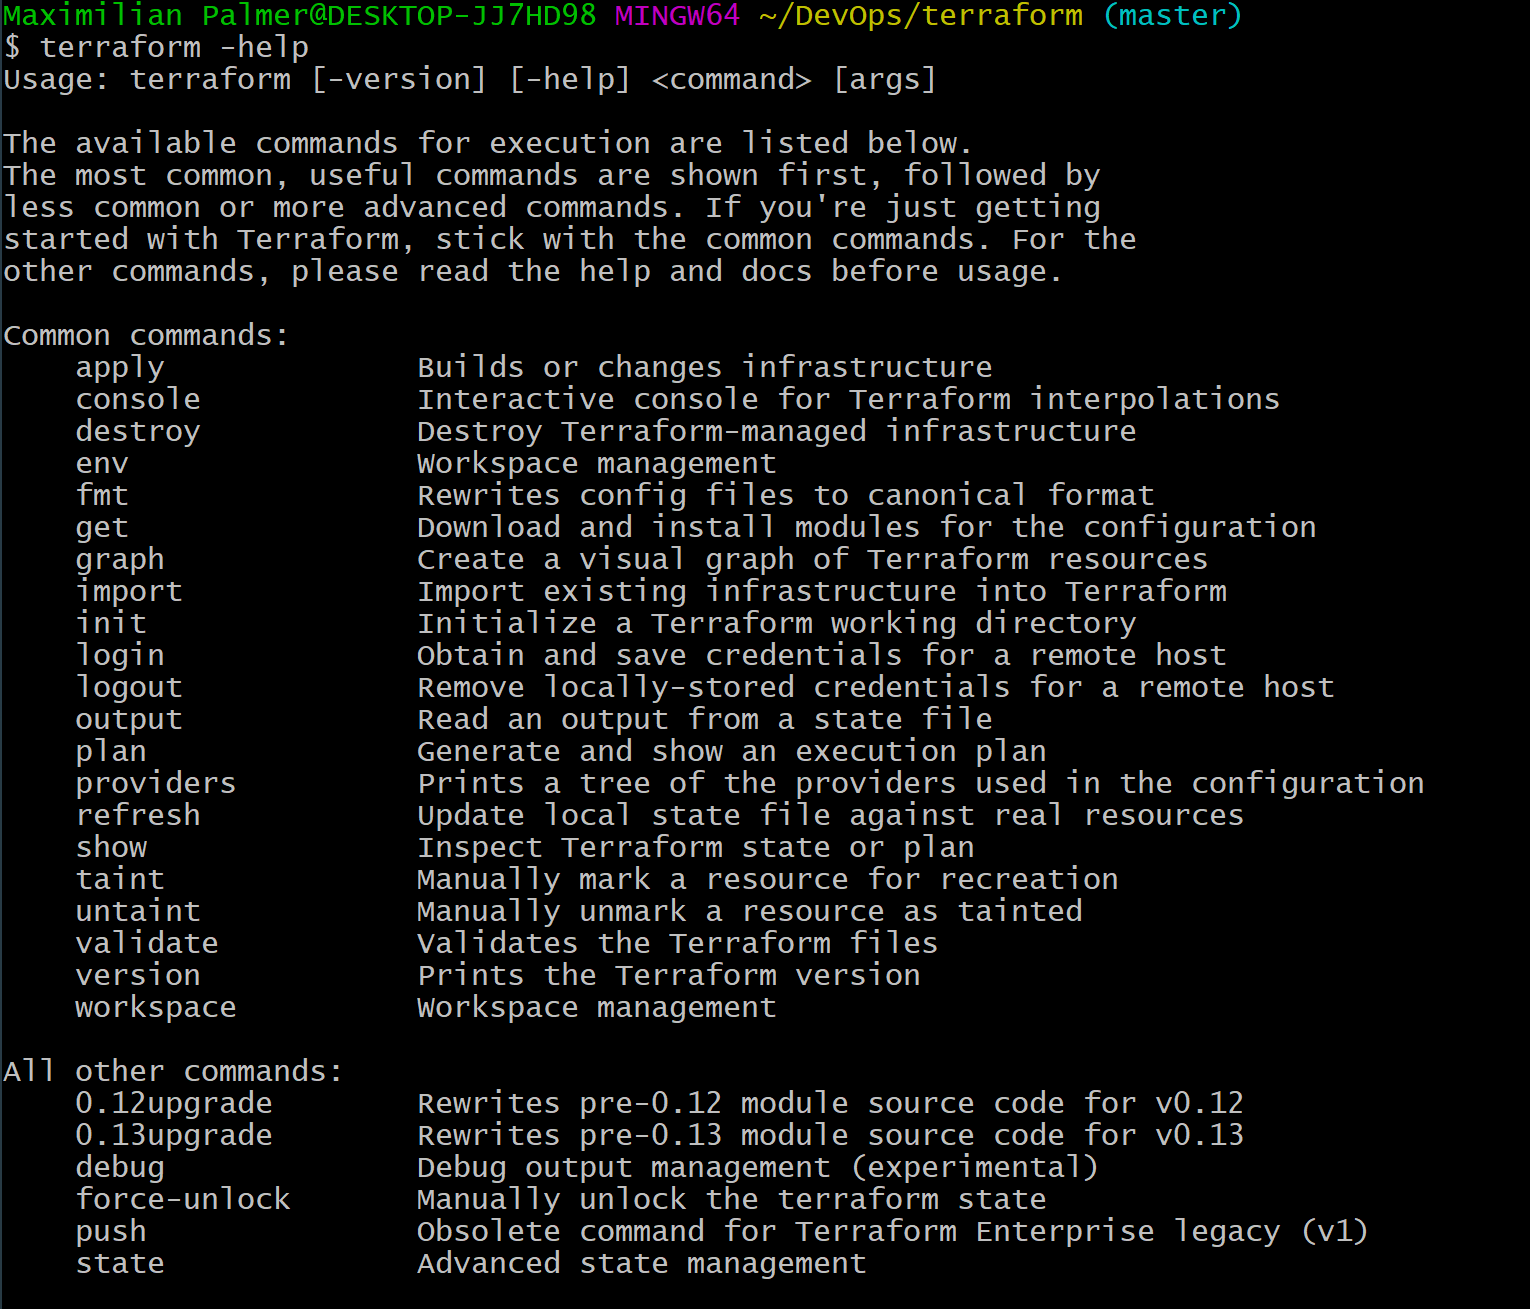 Maximilian Palmer@DESKTOP-JJ7HD98 MINGW64 ~/DevOps/terraform (master)
$ terraform -help
Usage: terraform [-version] [-help] <command> [args]

The available commands for execution are listed below.
The most common, useful commands are shown first, followed by
less common or more advanced commands. If you're just getting
started with Terraform, stick with the common commands. For the
other commands, please read the help and docs before usage.

Common commands:
    apply              Builds or changes infrastructure
    console            Interactive console for Terraform interpolations
    destroy            Destroy Terraform-managed infrastructure
    env                Workspace management
    fmt                Rewrites config files to canonical format
    get                Download and install modules for the configuration
    graph              Create a visual graph of Terraform resources
    import             Import existing infrastructure into Terraform
    init               Initialize a Terraform working directory
    login              Obtain and save credentials for a remote host
    logout             Remove locally-stored credentials for a remote host
    output             Read an output from a state file
    plan               Generate and show an execution plan
    providers          Prints a tree of the providers used in the configuration
    refresh            Update local state file against real resources
    show               Inspect Terraform state or plan
    taint              Manually mark a resource for recreation
    untaint            Manually unmark a resource as tainted
    validate           Validates the Terraform files
    version            Prints the Terraform version
    workspace          Workspace management

All other commands:
    0.12upgrade        Rewrites pre-0.12 module source code for v0.12
    0.13upgrade        Rewrites pre-0.13 module source code for v0.13
    debug              Debug output management (experimental)
    force-unlock       Manually unlock the terraform state
    push               Obsolete command for Terraform Enterprise legacy (v1)
    state              Advanced state management